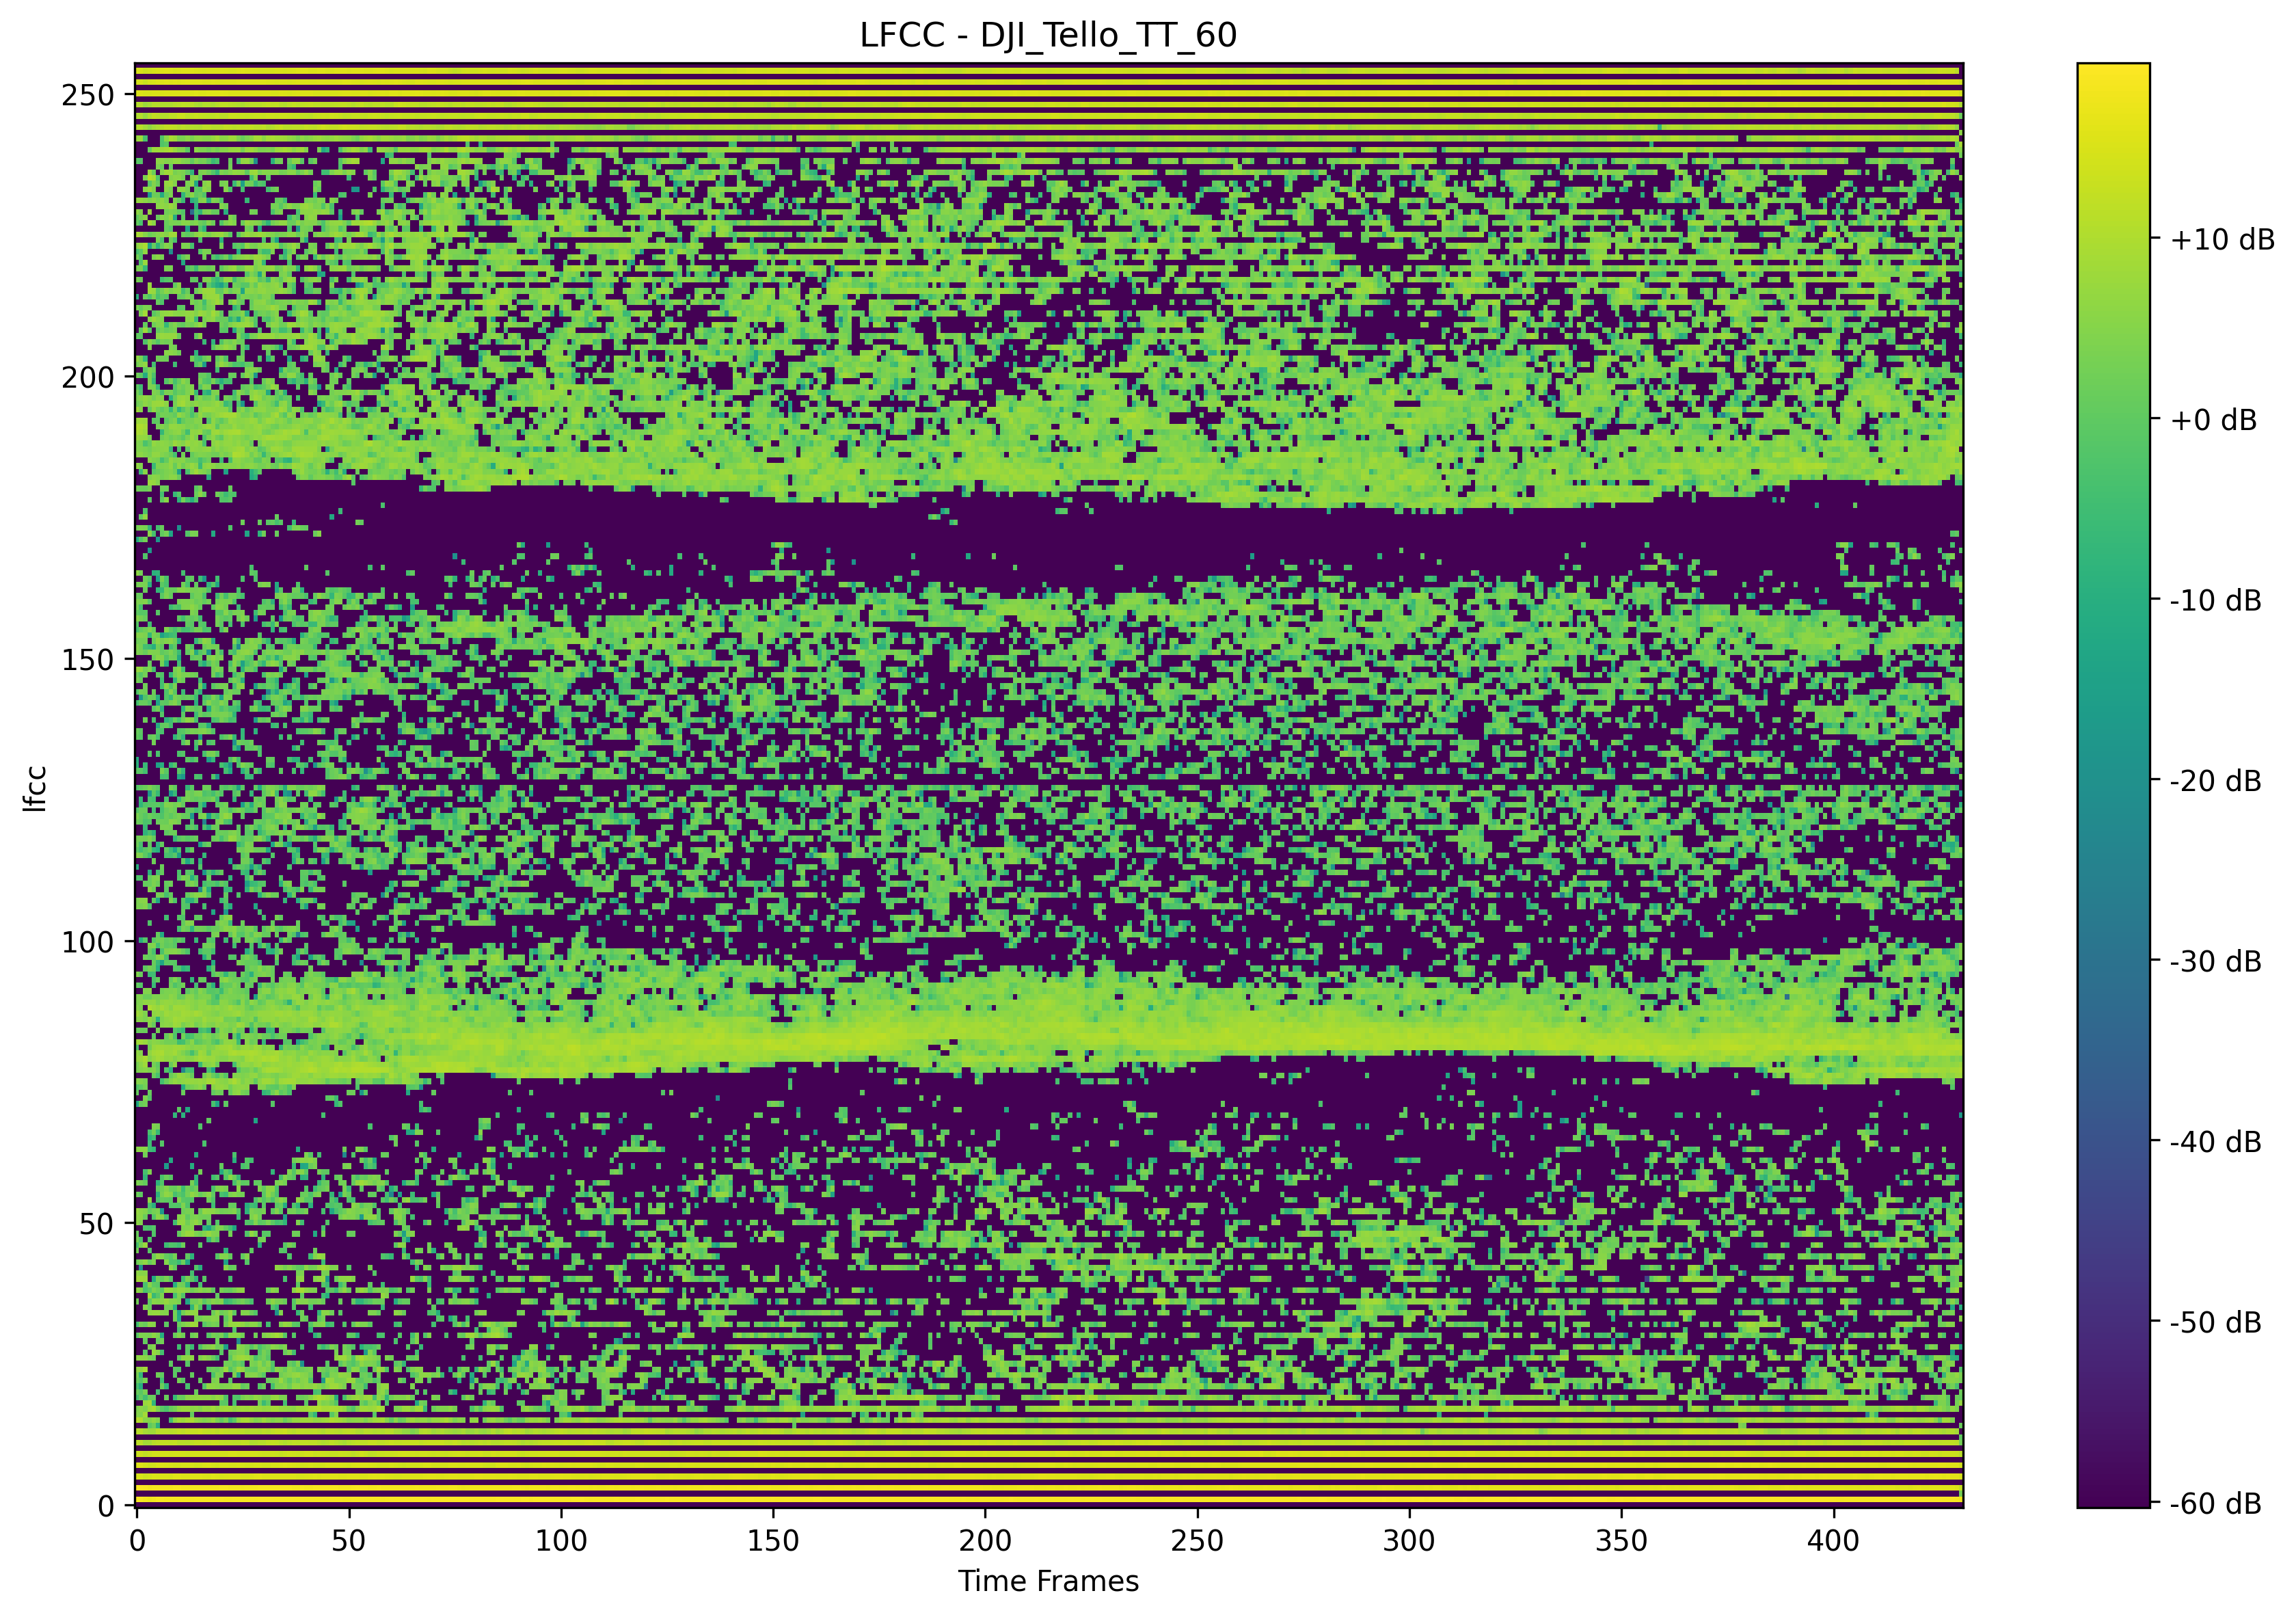 LFCC - DJI_Tello_TT_60
250
200
150
100
50
0
lfcc
0 50 100 150 200 250 300 350 400
Time Frames
+10 dB
+0 dB
-10 dB
-20 dB
-30 dB
-40 dB
-50 dB
-60 dB